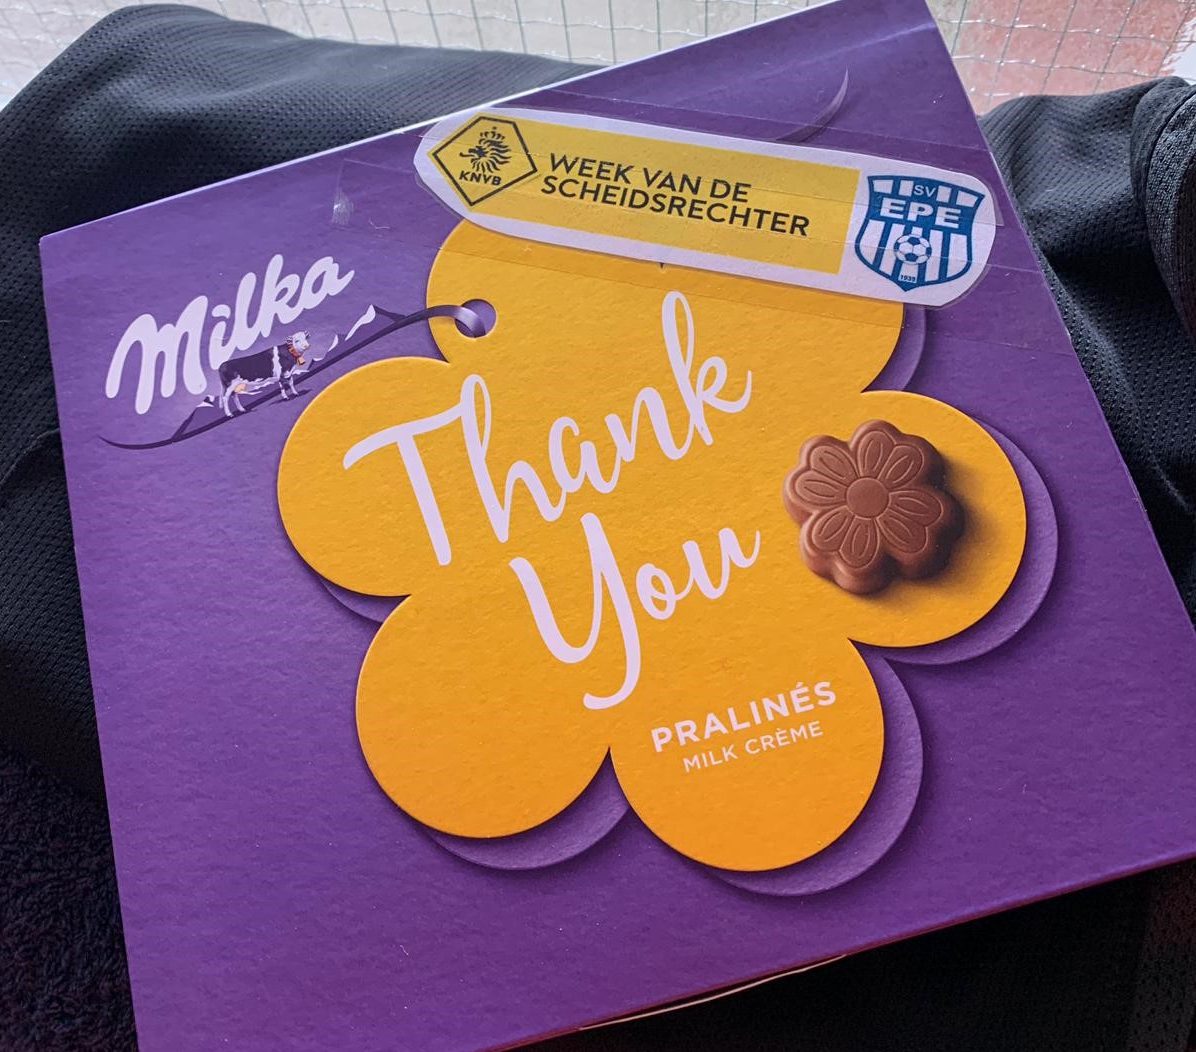 KNVB
WEEK VAN DE
SCHEIDSRECHTER
SV
EPE
1935
Milka
Thank
You
PRALINÉS
MILK CRÈME